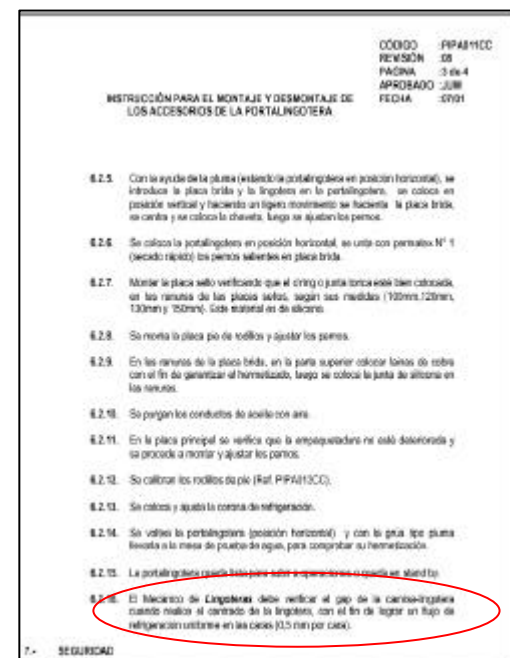 CÓDIGO :PIPA011CC
REVISIÓN :08
PAGINA :3 de 4
APROBADO :JUM
FECHA :07/01
INSTRUCCIÓN PARA EL MONTAJE Y DESMONTAJE DE
LOS ACCESORIOS DE LA PORTALINGOTERA
6.2.5. Con la ayuda de la pluma (estando la portalingotera en posición horizontal), se
introduce la placa brida y la lingotera en la portalingotera, se coloca en
posición vertical y haciendo un ligero movimiento se hacienta la placa brida,
se centra y se coloca la chaveta, luego se ajustan los pernos.
6.2.6. Se coloca la portalingotera en posición horizontal, se unta con permatex N° 1
(secado rápido) los pernos salientes en placa brida.
6.2.7. Montar la placa sello verificando que el o'ring o junta torica esté bien colocada,
en las ranuras de las placas sellos, según sus medidas (100mm,120mm,
130mm y 150mm). Este material es de silicona.
6.2.8. Se monta la placa pie de rodillos y ajustar los pernos.
6.2.9. En las ranuras de la placa brida, en la parte superior colocar lainas de cobre
con el fin de garantizar el hermetizado, luego se coloca la junta de silicona en
las ranuras.
6.2.10. Se purgan los conductos de aceite con aire.
6.2.11. En la placa principal se verifica que la empaquetadura no esté deteriorada y
se procede a montar y ajustar los pernos.
6.2.12. Se calibran los rodillos de pie (Ref. PIPA013CC).
6.2.13. Se coloca y ajusta la corona de refrigeración.
6.2.14. Se voltea la portalingotera (posición horizontal) y con la grúa tipo pluma
llevarla a la mesa de prueba de agua, para comprobar su hermetización.
6.2.15. La portalingotera queda lista para subir a operaciones o queda en stand by.
6.2.16. El Mecánico de Lingoteras debe verificar el gap de la camisa-lingotera
cuando realice el centrado de la lingotera, con el fin de lograr un flujo de
refrigeración uniforme en las caras (0,5 mm por cara).
7.- SEGURIDAD